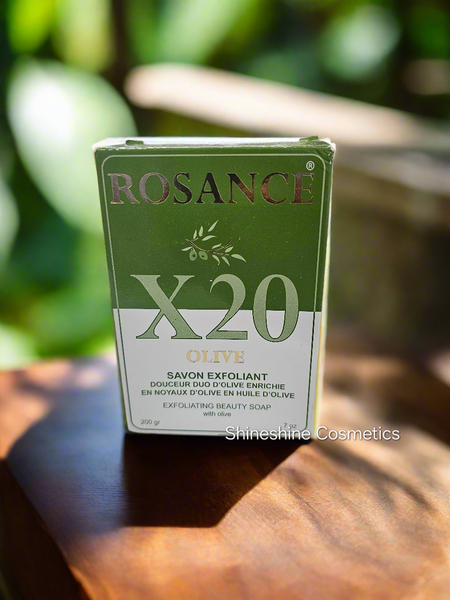 ROSANCE®
X20
OLIVE
SAVON EXFOLIANT
DOUCEUR DUO D'OLIVE ENRICHIE
EN NOYAUX D'OLIVE EN HUILE D'OLIVE
EXFOLIATING BEAUTY SOAP
with olive
200 gr 7 oz
Shineshine Cosmetics